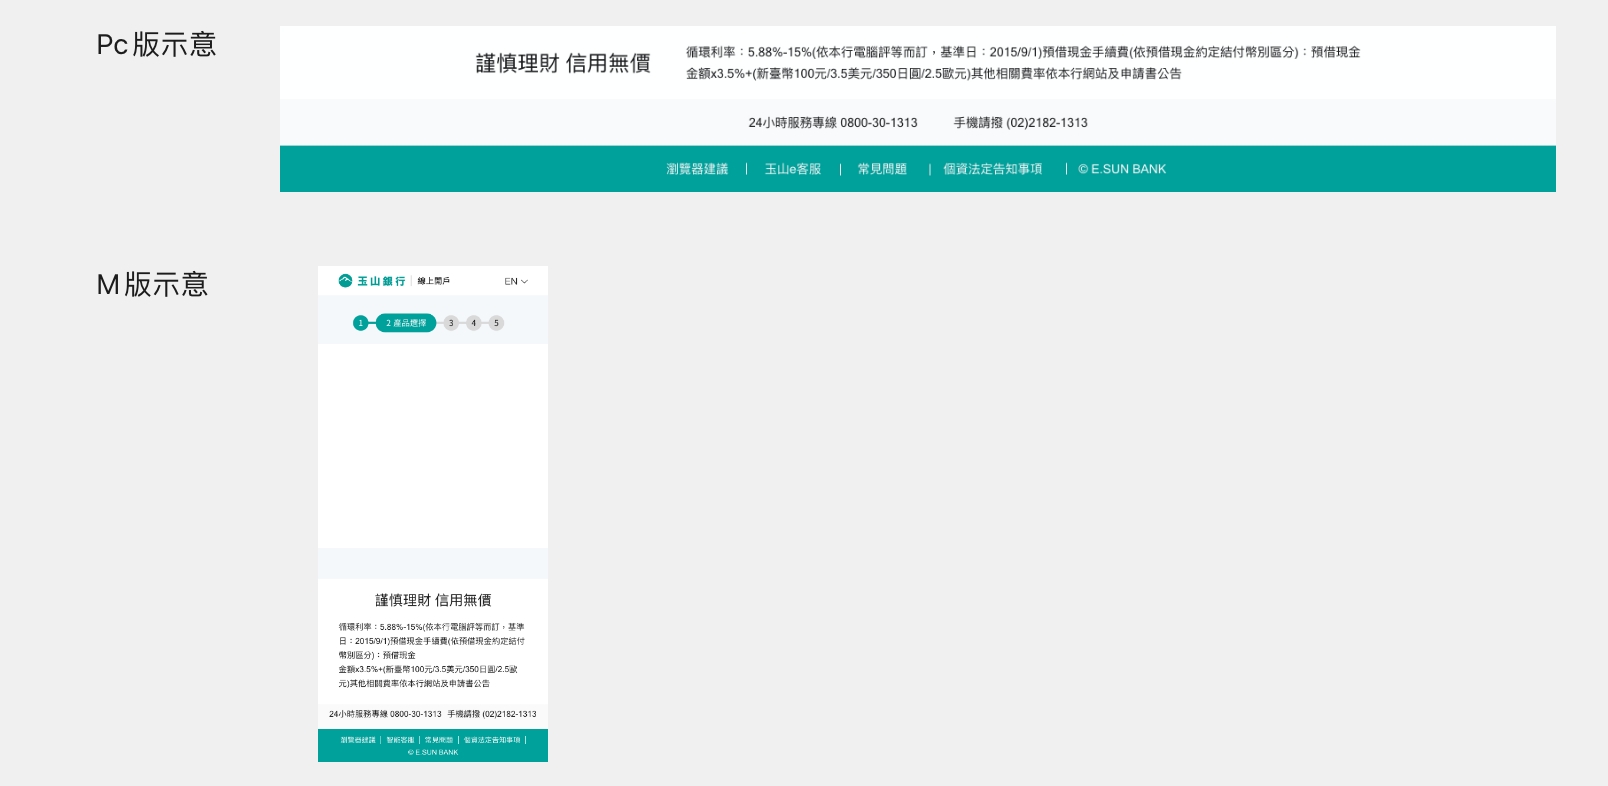 Pc版示意
謹慎理財 信用無價
循環利率：5.88%-15%(依本行電腦評等而訂，基準日：2015/9/1)預借現金手續費(依預借現金約定結付幣別區分)：預借現金
金額x3.5%+(新臺幣100元/3.5美元/350日圓/2.5歐元)其他相關費率依本行網站及申請書公告
24小時服務專線 0800-30-1313 手機請撥 (02)2182-1313
瀏覽器建議 | 玉山e客服 | 常見問題 | 個資法定告知事項 | © E.SUN BANK
M版示意
玉山銀行 | 線上開戶 EN
1 2 產品選擇 3 4 5
謹慎理財 信用無價
循環利率：5.88%-15%(依本行電腦評等而訂，基準
日：2015/9/1)預借現金手續費(依預借現金約定結付
幣別區分)：預借現金
金額x3.5%+(新臺幣100元/3.5美元/350日圓/2.5歐
元)其他相關費率依本行網站及申請書公告
24小時服務專線 0800-30-1313 手機請撥 (02)2182-1313
瀏覽器建議 | 智能客服 | 常見問題 | 個資法定告知事項 |
© E.SUN BANK